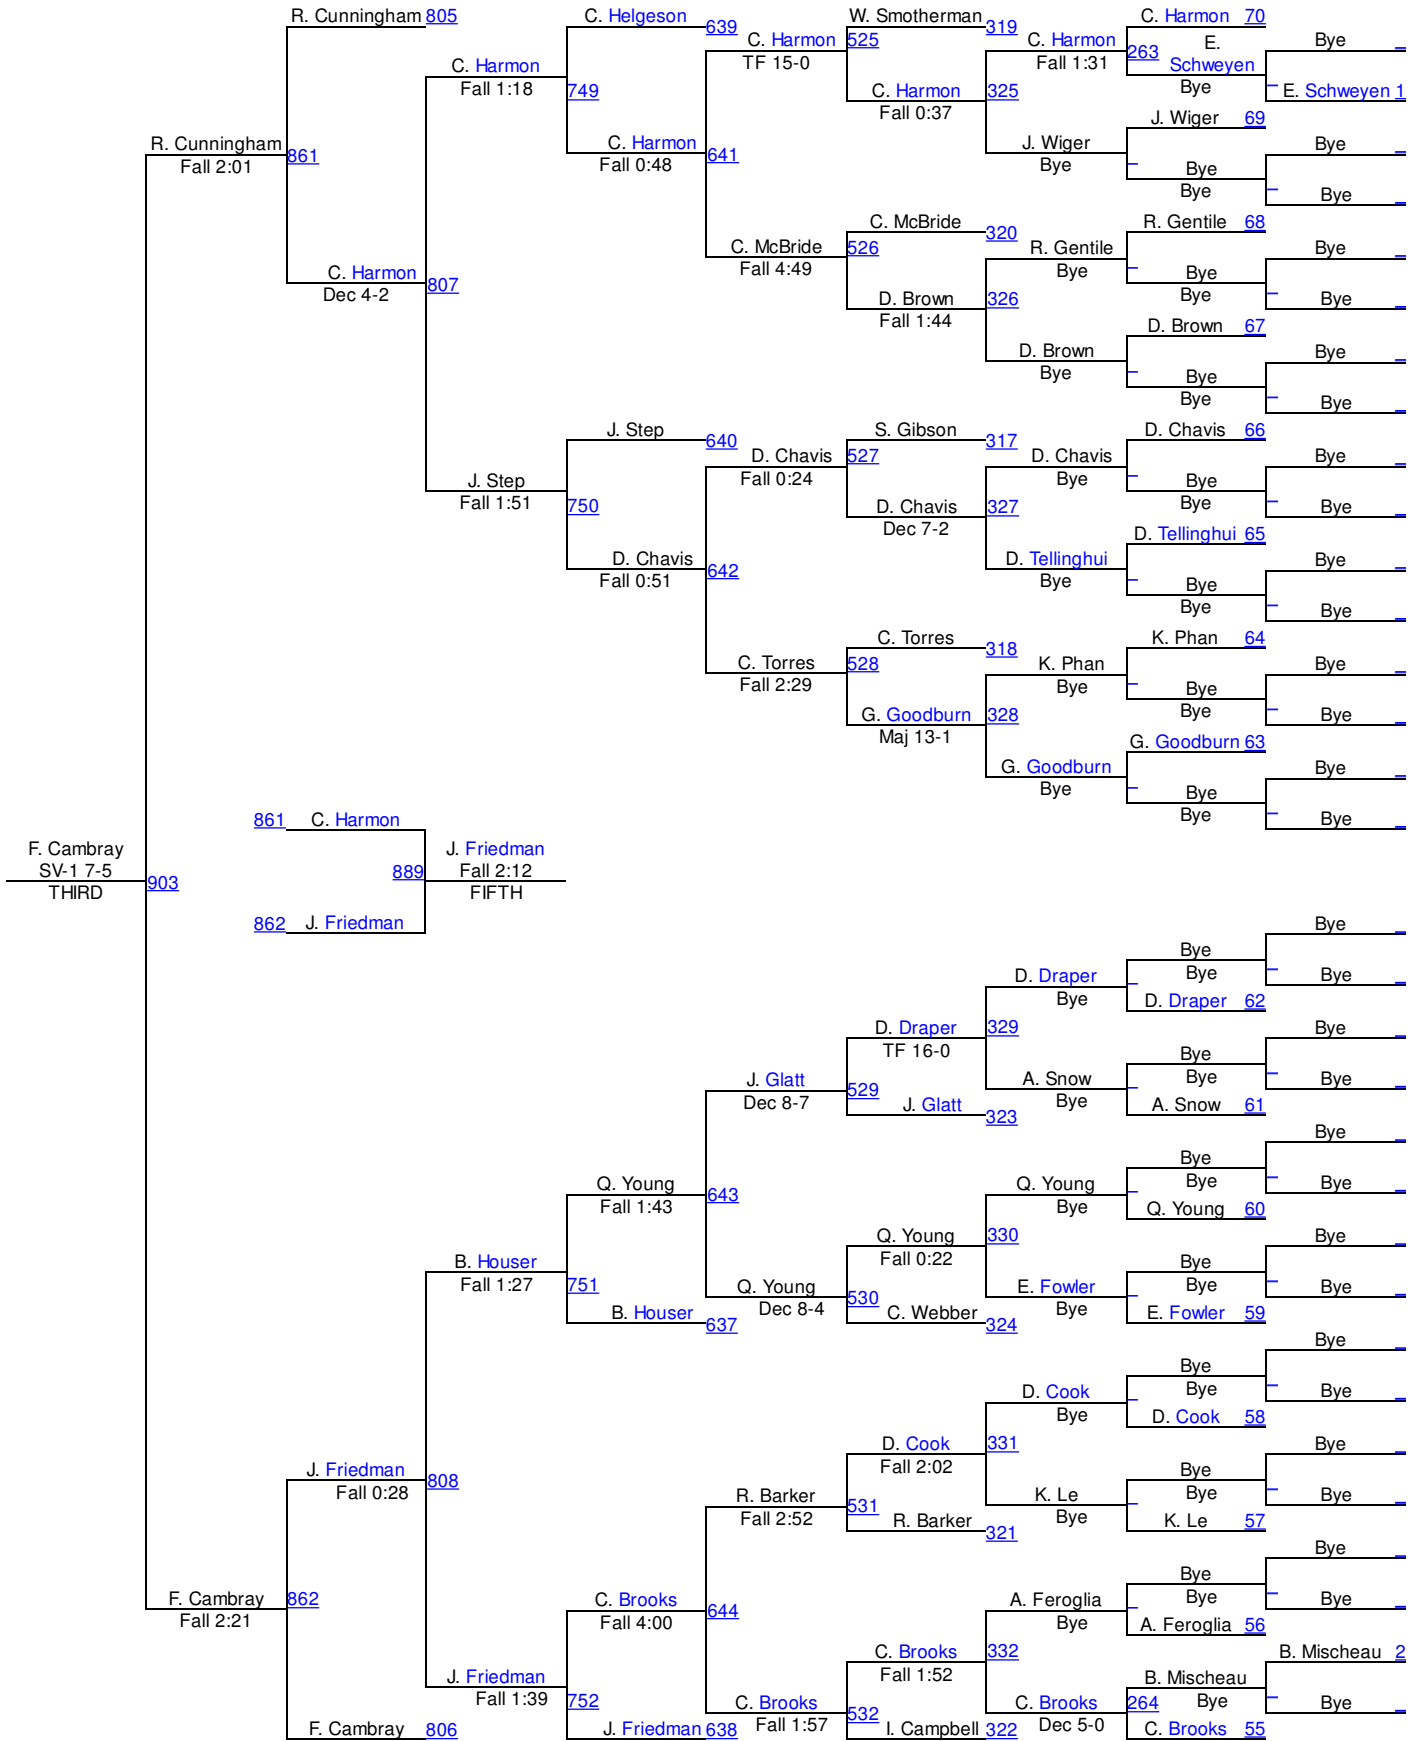 R. Cunningham 805
C. Helgeson 639
W. Smotherman 319
C. Harmon 70
C. Harmon 525
TF 15-0
C. Harmon
Fall 1:31
263
E.
Schweyen
Bye
Bye
C. Harmon
Fall 1:18
749
C. Harmon 325
Fall 0:37
E. Schweyen 1
J. Wiger 69
R. Cunningham 861
Fall 2:01
C. Harmon 641
Fall 0:48
J. Wiger
Bye
Bye
Bye
Bye
Bye
C. McBride 320
R. Gentile 68
C. McBride 526
Fall 4:49
R. Gentile
Bye
Bye
Bye
Bye
Bye
C. Harmon 807
Dec 4-2
D. Brown 326
Fall 1:44
D. Brown 67
D. Brown
Bye
Bye
Bye
Bye
Bye
J. Step 640
S. Gibson 317
D. Chavis 66
D. Chavis 527
Fall 0:24
D. Chavis
Bye
Bye
Bye
Bye
Bye
J. Step 750
Fall 1:51
D. Chavis 327
Dec 7-2
D. Tellinghui 65
D. Chavis 642
Fall 0:51
D. Tellinghui
Bye
Bye
Bye
Bye
Bye
C. Torres 318
K. Phan 64
C. Torres 528
Fall 2:29
K. Phan
Bye
Bye
Bye
Bye
Bye
G. Goodburn 328
Maj 13-1
G. Goodburn 63
G. Goodburn
Bye
Bye
Bye
Bye
Bye
861 C. Harmon
F. Cambray
SV-1 7-5
THIRD
903
889
J. Friedman
Fall 2:12
FIFTH
862 J. Friedman
Bye
Bye
Bye
Bye
D. Draper
Bye
D. Draper 62
D. Draper 329
TF 16-0
Bye
Bye
Bye
Bye
J. Glatt 529
Dec 8-7
J. Glatt 323
A. Snow
Bye
A. Snow 61
Bye
Bye
Bye
Bye
Q. Young 643
Fall 1:43
Q. Young
Bye
Q. Young 60
Q. Young 330
Fall 0:22
Bye
Bye
Bye
Bye
B. Houser 751
Fall 1:27
Q. Young 530
Dec 8-4
E. Fowler
Bye
E. Fowler 59
B. Houser 637
C. Webber 324
Bye
Bye
Bye
Bye
D. Cook
Bye
D. Cook 58
D. Cook 331
Fall 2:02
Bye
Bye
Bye
Bye
J. Friedman 808
Fall 0:28
R. Barker 531
Fall 2:52
R. Barker 321
K. Le
Bye
K. Le 57
Bye
Bye
Bye
Bye
F. Cambray 862
Fall 2:21
C. Brooks 644
Fall 4:00
A. Feroglia
Bye
A. Feroglia 56
C. Brooks 332
Fall 1:52
B. Mischeau 2
J. Friedman 752
Fall 1:39
B. Mischeau
264
Bye
Bye
C. Brooks 532
Fall 1:57
C. Brooks
Dec 5-0
F. Cambray 806
J. Friedman 638
I. Campbell 322
C. Brooks 55